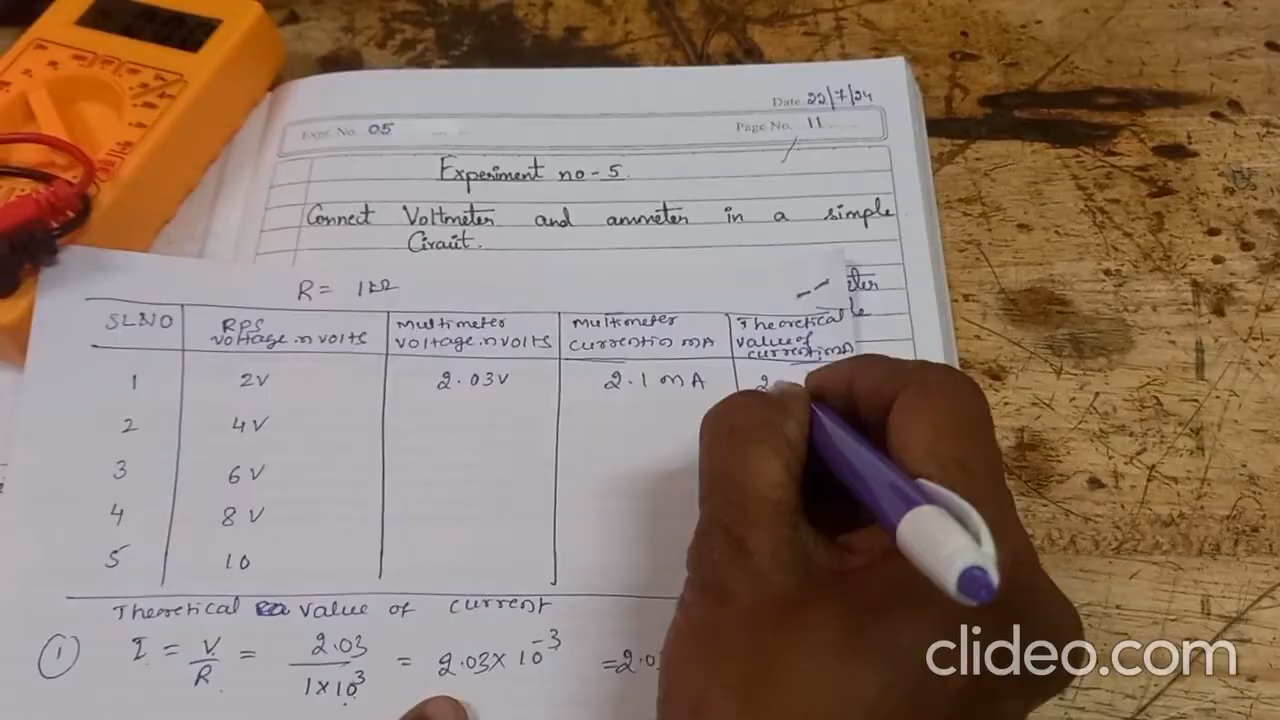 Date 22/7/24
Expt. No. 05
Page No. 11
Experiment no - 5.
Connect Voltmeter and ammeter in a simple
Circuit.
R = 1kΩ
SLNO
RPS
voltage in volts
Multimeter
voltage in volts
Multimeter
current in mA
Theoretical
value of
current in mA
1 2V 2.03V 2.1 mA 2
2 4V
3 6V
4 8V
5 10
Theoretical value of current
① I = V/R = 2.03/1×10³ = 2.03×10⁻³ = 2.03
clideo.com